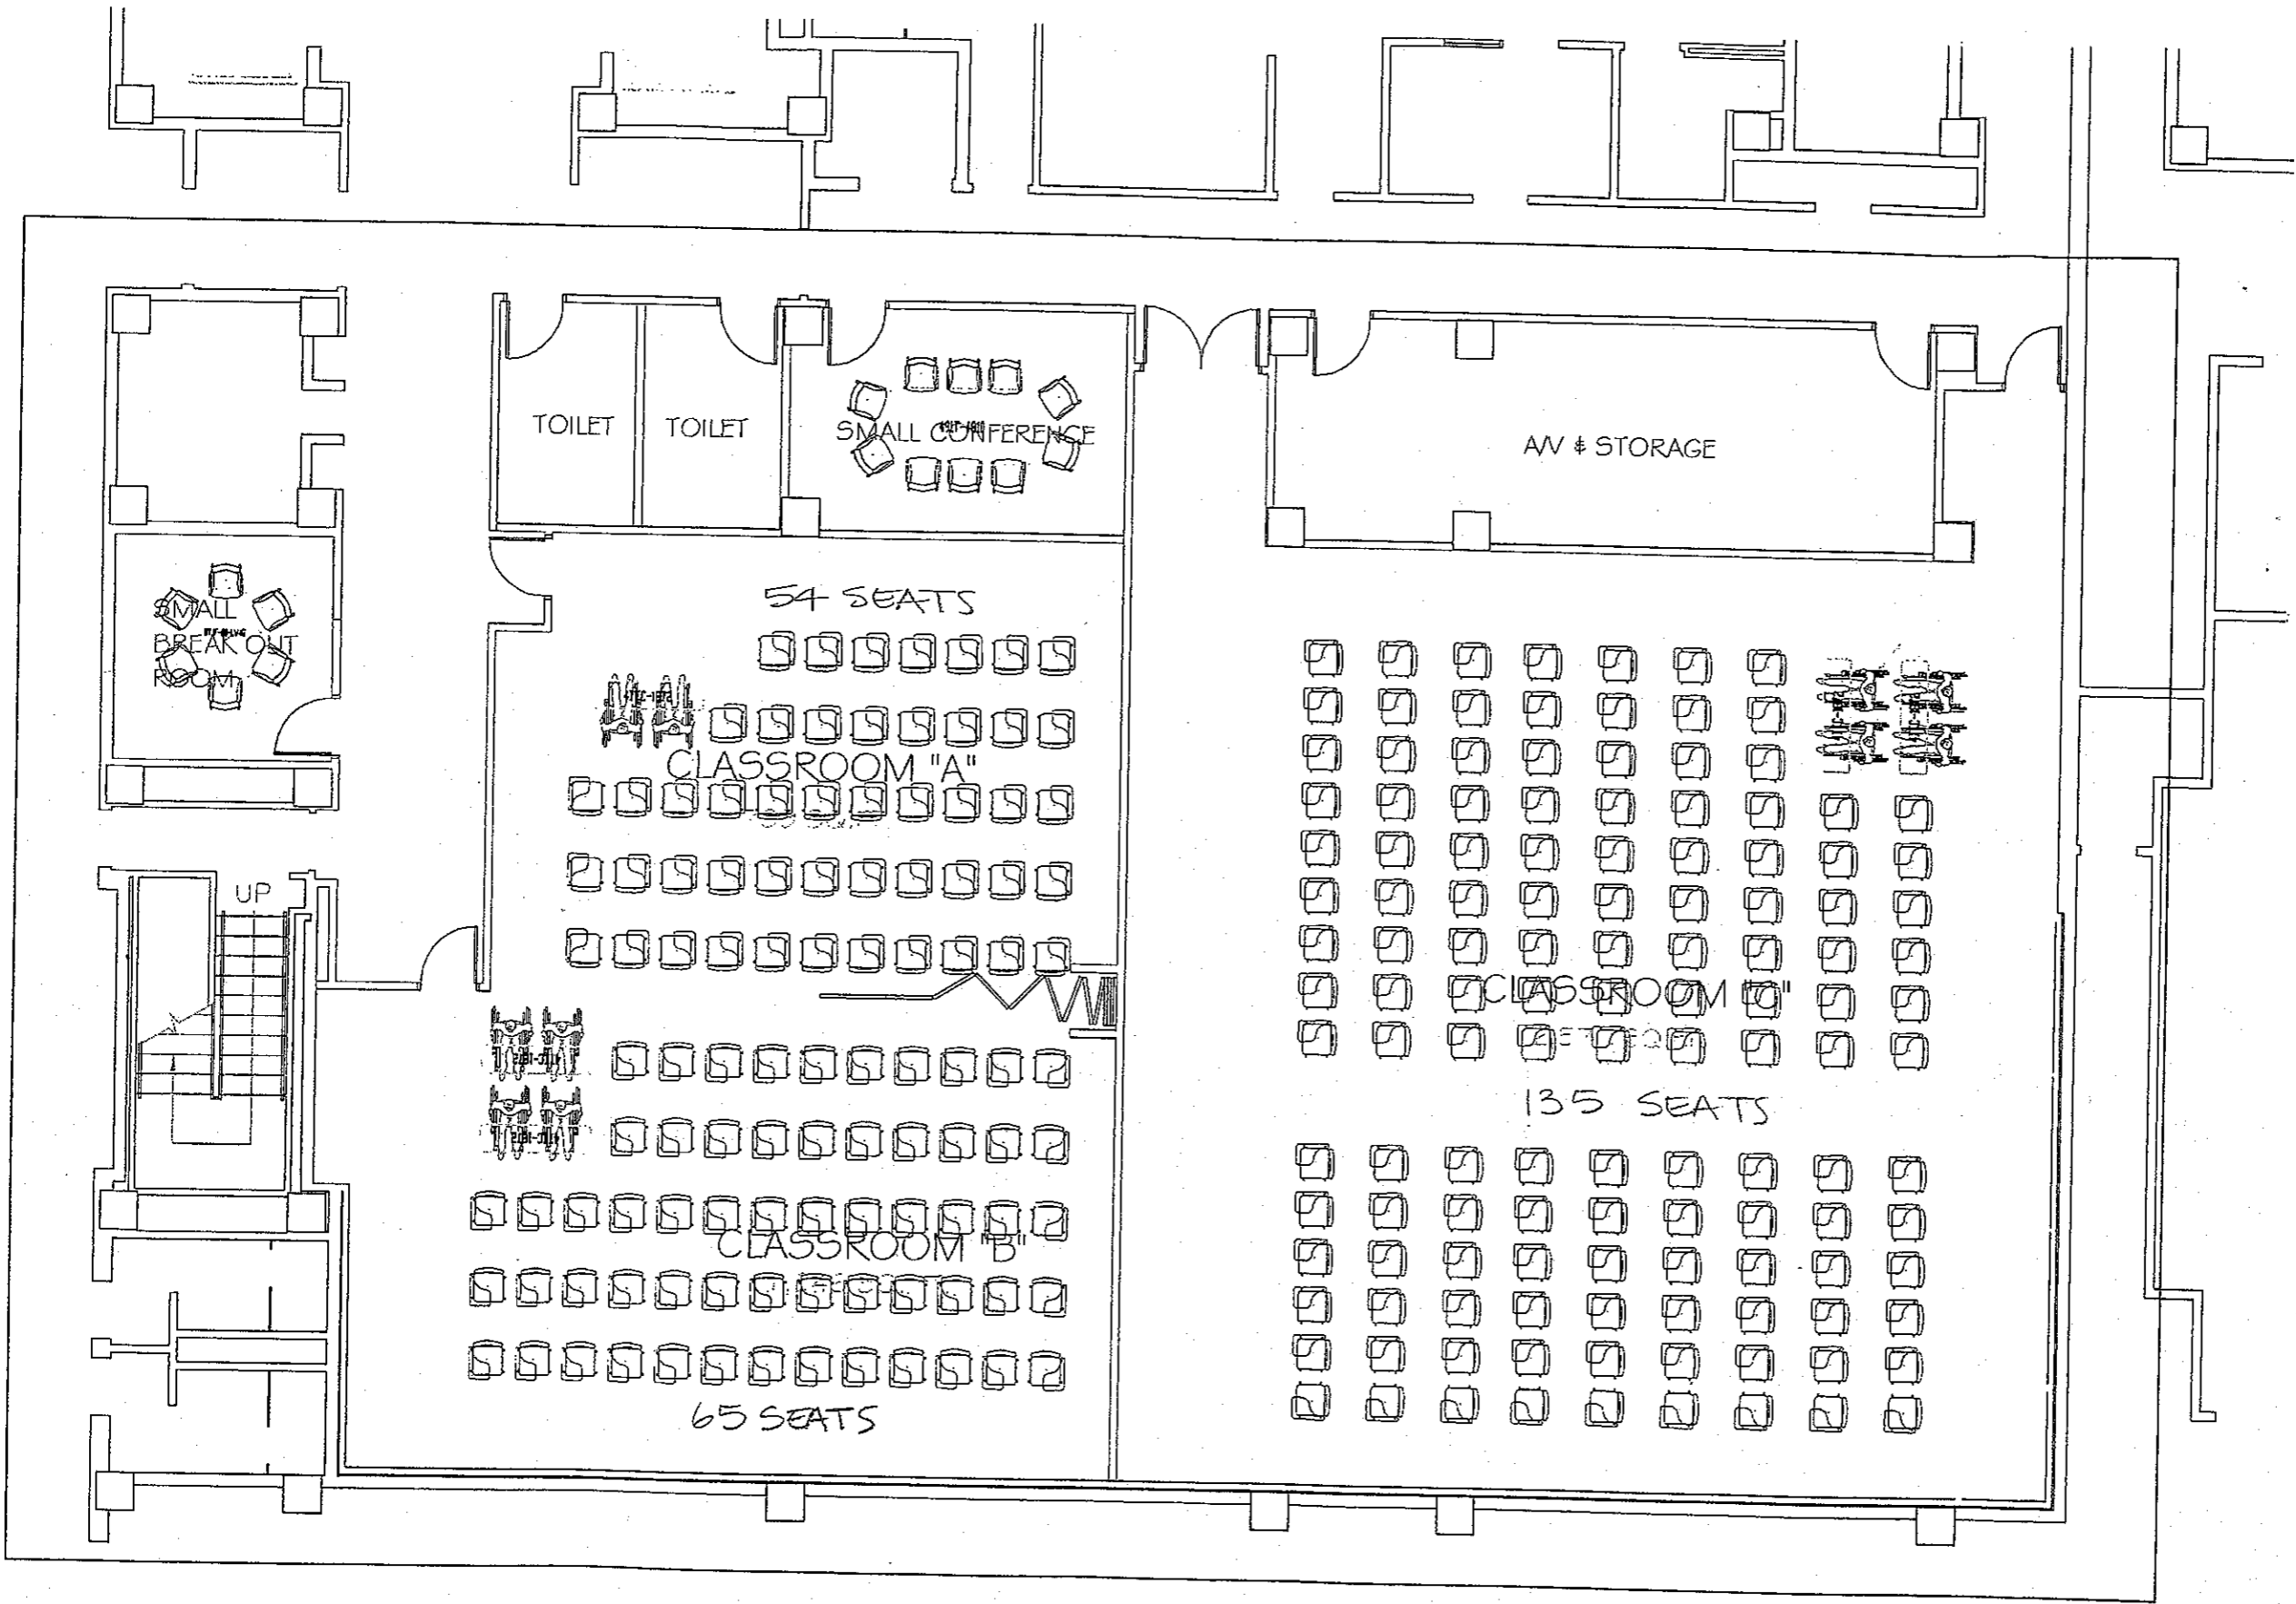 TOILET
TOILET
SMALL CONFERENCE
A/V & STORAGE
54 SEATS
SMALL
BREAK OUT
ROOM
CLASSROOM "A"
UP
CLASSROOM "C"
135 SEATS
CLASSROOM "B"
65 SEATS